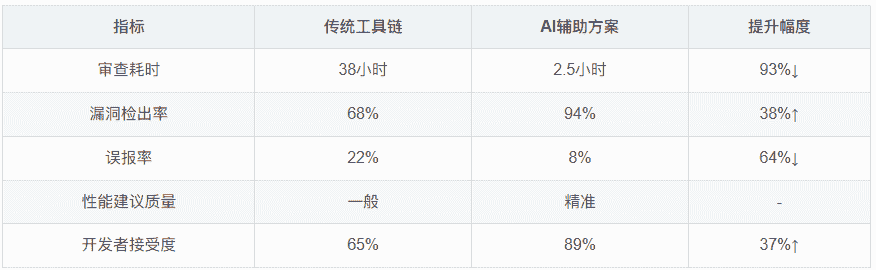 指标 传统工具链 AI辅助方案 提升幅度
审查耗时 38小时 2.5小时 93%↓
漏洞检出率 68% 94% 38%↑
误报率 22% 8% 64%↓
性能建议质量 一般 精准 -
开发者接受度 65% 89% 37%↑